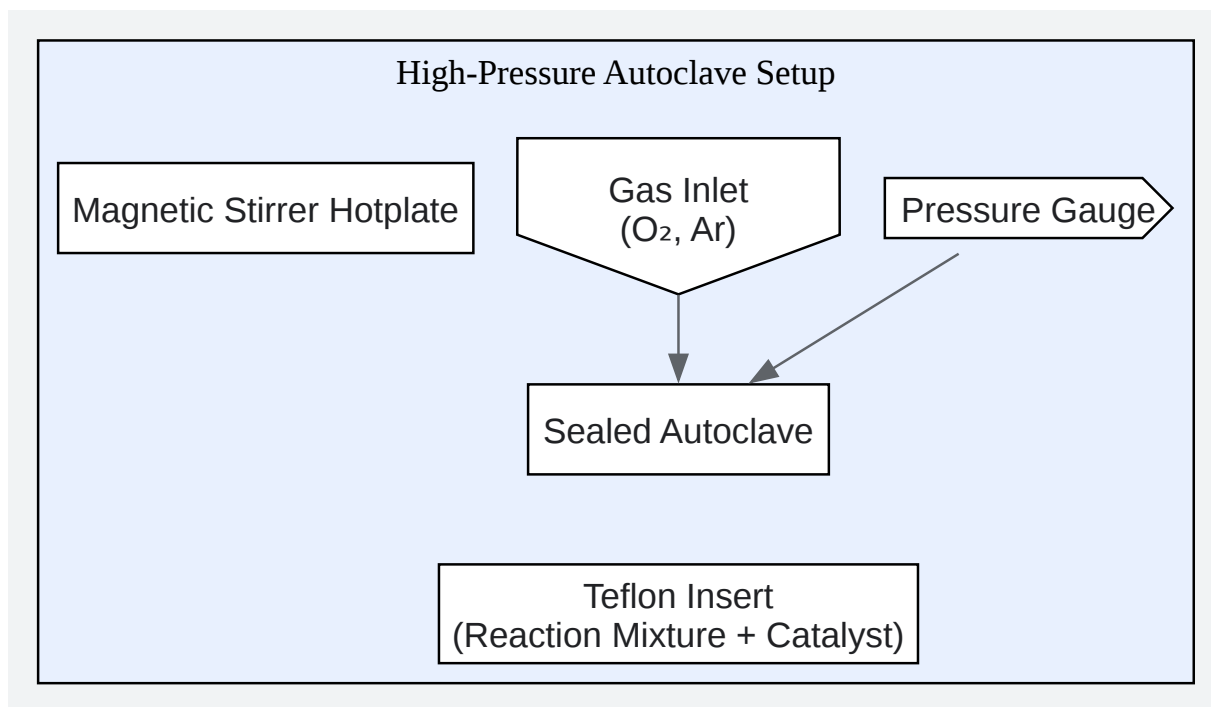 High-Pressure Autoclave Setup
Magnetic Stirrer Hotplate
Gas Inlet
(O₂, Ar)
Pressure Gauge
Sealed Autoclave
Teflon Insert
(Reaction Mixture + Catalyst)